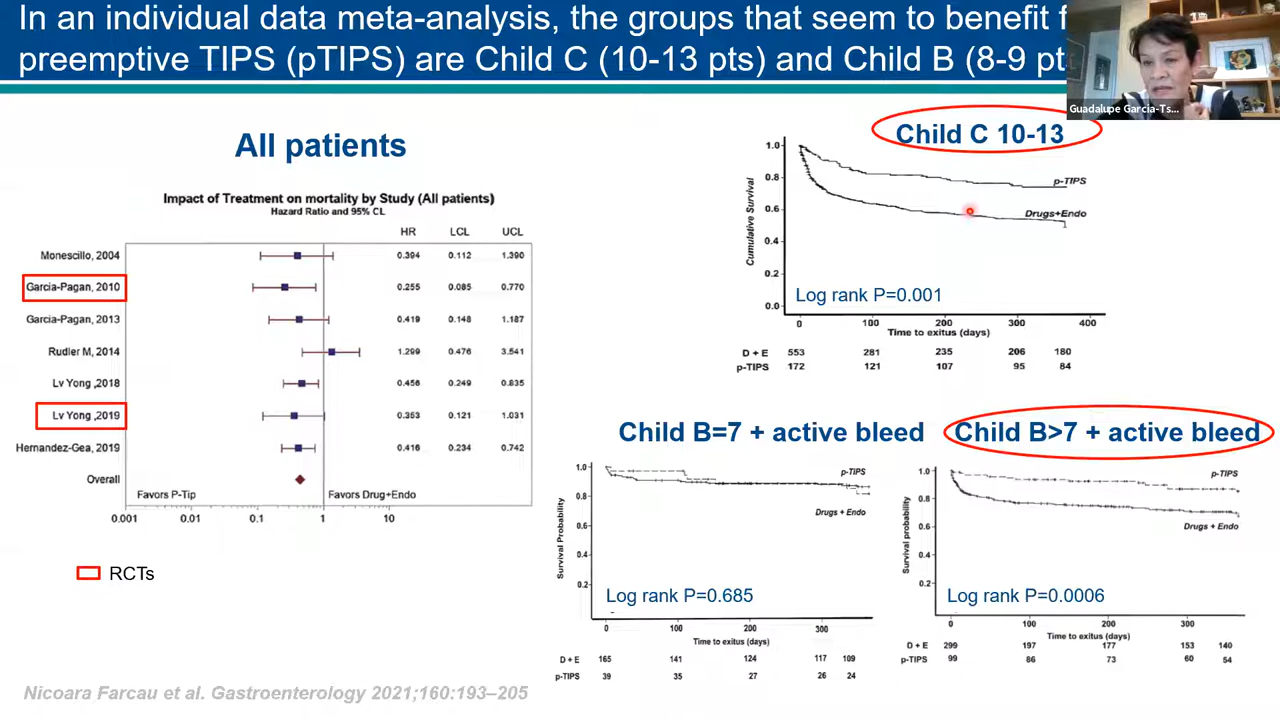 In an individual data meta-analysis, the groups that seem to benefit f
preemptive TIPS (pTIPS) are Child C (10-13 pts) and Child B (8-9 pt
Guadalupe Garcia-Ts...
All patients
Impact of Treatment on mortality by Study (All patients)
Hazard Ratio and 95% CL
HR LCL UCL
Monescillo, 2004 0.394 0.112 1.390
Garcia-Pagan, 2010 0.255 0.085 0.770
Garcia-Pagan, 2013 0.419 0.148 1.187
Rudler M, 2014 1.299 0.476 3.541
Lv Yong ,2018 0.456 0.249 0.835
Lv Yong ,2019 0.353 0.121 1.031
Hernandez-Gea, 2019 0.416 0.234 0.742
Overall
Favors P-Tip Favors Drug+Endo
0.001 0.01 0.1 1 10
RCTs
Child C 10-13
Cumulative Survival
1.0
0.8
0.6
0.4
0.2
0.0
p-TIPS
Drugs+Endo
Log rank P=0.001
0 100 200 300 400
Time to exitus (days)
D + E 553 281 235 206 180
p-TIPS 172 121 107 95 84
Child B=7 + active bleed
Survival Probability
1.0
0.8
0.6
0.4
0.2
p-TIPS
Drugs + Endo
Log rank P=0.685
0 100 200 300
Time to exitus (days)
D + E 165 141 124 117 109
p-TIPS 39 35 27 26 24
Child B>7 + active bleed
Survival probability
1.0
0.8
0.6
0.4
0.2
p-TIPS
Drugs + Endo
Log rank P=0.0006
0 100 200 300
Time to exitus (days)
D + E 299 197 177 153 140
p-TIPS 99 86 73 60 54
Nicoara Farcau et al. Gastroenterology 2021;160:193–205